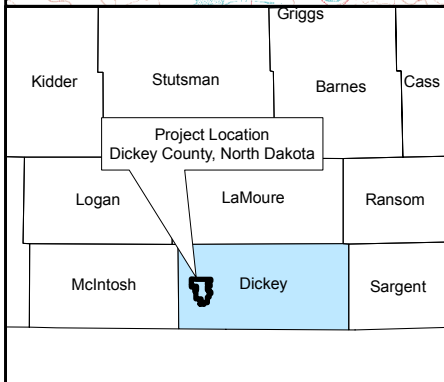 Griggs
Kidder
Stutsman
Barnes
Cass
Project Location
Dickey County, North Dakota
Logan
LaMoure
Ransom
McIntosh
Dickey
Sargent